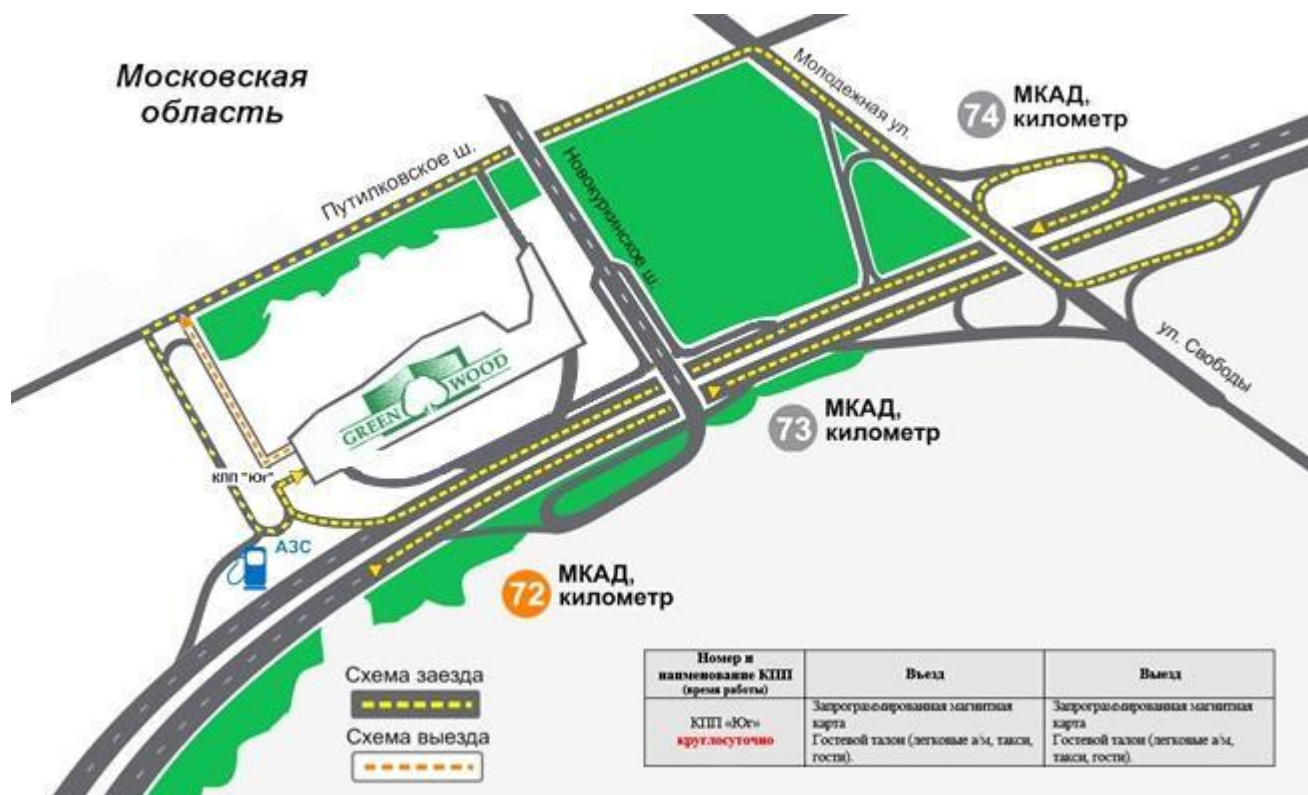 Московская
область
Путилковское ш.
Новокуркинское ш.
Молодежная ул.
74
МКАД,
километр
ул. Свободы
GREEN WOOD
73
МКАД,
километр
КПП "Юг"
АЗС
72
МКАД,
километр
Схема заезда
Схема выезда
Номер и
наименование КПП
(время работы)
Въезд
Выезд
КПП «Юг»
круглосуточно
Запрограммированная магнитная
карта
Гостевой талон (легковые а/м, такси,
гости).
Запрограммированная магнитная
карта
Гостевой талон (легковые а/м,
такси, гости).